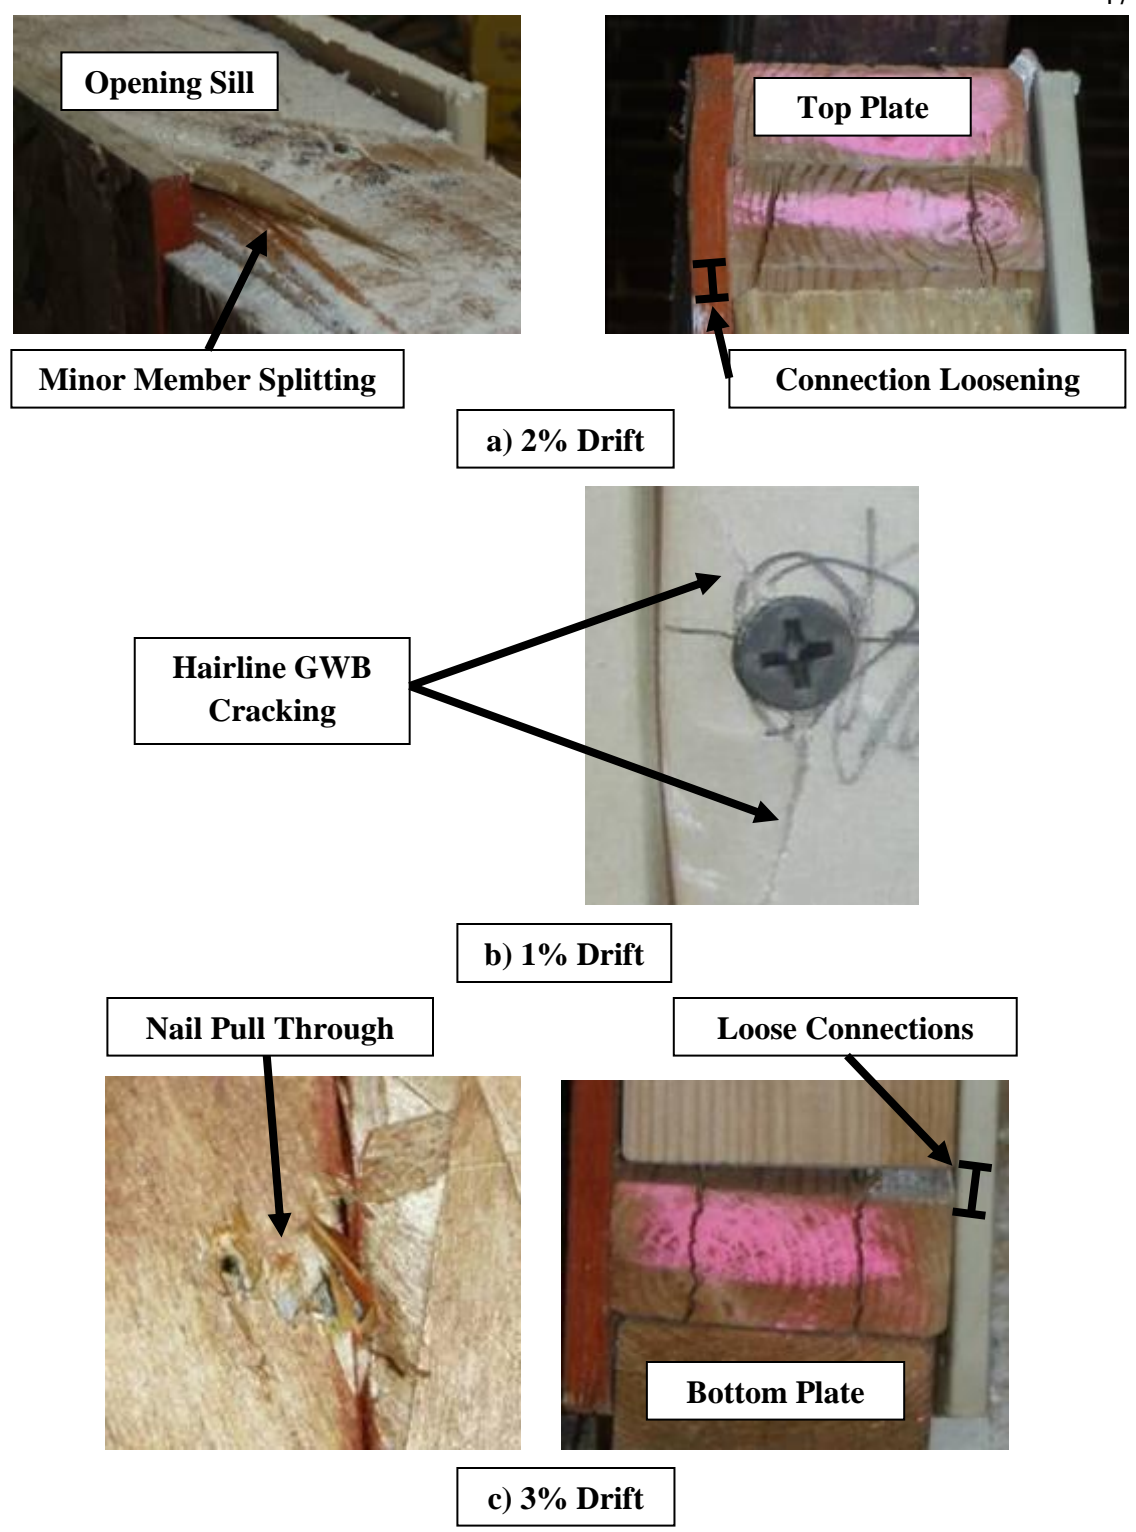 Opening Sill
Top Plate
Minor Member Splitting
Connection Loosening
a) 2% Drift
Hairline GWB
Cracking
b) 1% Drift
Nail Pull Through
Loose Connections
Bottom Plate
c) 3% Drift